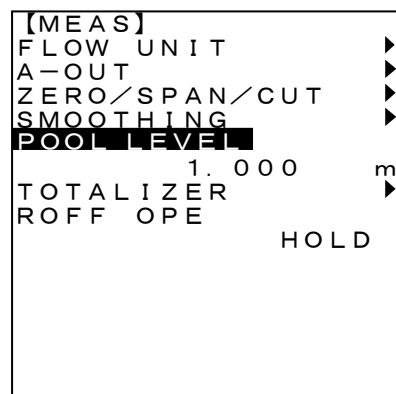 【MEAS】
FLOW UNIT ▶
A－OUT ▶
ZERO／SPAN／CUT ▶
SMOOTHING ▶
POOL LEVEL
1. 000 m
TOTALIZER ▶
ROFF OPE
HOLD